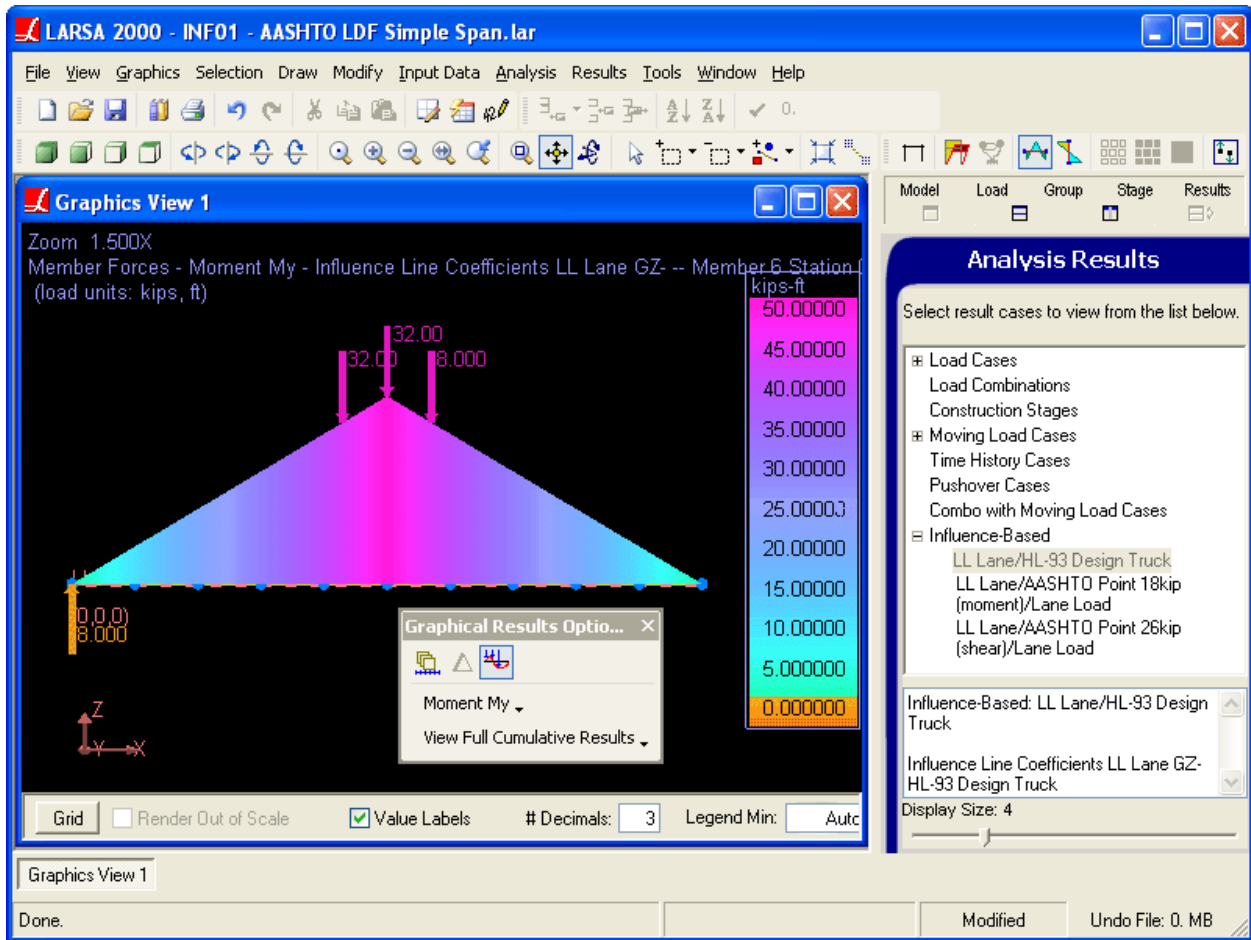 LARSA 2000 - INF01 - AASHTO LDF Simple Span.lar
File View Graphics Selection Draw Modify Input Data Analysis Results Tools Window Help
0.
Model Load Group Stage Results
Graphics View 1
Zoom 1.500X
Member Forces - Moment My - Influence Line Coefficients LL Lane GZ- -- Member 6 Station
(load units: kips, ft)
kips-ft
50.00000
45.00000
40.00000
35.00000
30.00000
25.00000
20.00000
15.00000
10.00000
5.000000
0.000000
32.00
32.00
8.000
0,0,0)
8.000
Z
Y
X
Graphical Results Optio...
Moment My
View Full Cumulative Results
Grid Render Out of Scale Value Labels # Decimals: 3 Legend Min: Auto
Analysis Results
Select result cases to view from the list below.
Load Cases
Load Combinations
Construction Stages
Moving Load Cases
Time History Cases
Pushover Cases
Combo with Moving Load Cases
Influence-Based
LL Lane/HL-93 Design Truck
LL Lane/AASHTO Point 18kip
(moment)/Lane Load
LL Lane/AASHTO Point 26kip
(shear)/Lane Load
Influence-Based: LL Lane/HL-93 Design
Truck
Influence Line Coefficients LL Lane GZ-
HL-93 Design Truck
Display Size: 4
Graphics View 1
Done.
Modified
Undo File: 0. MB